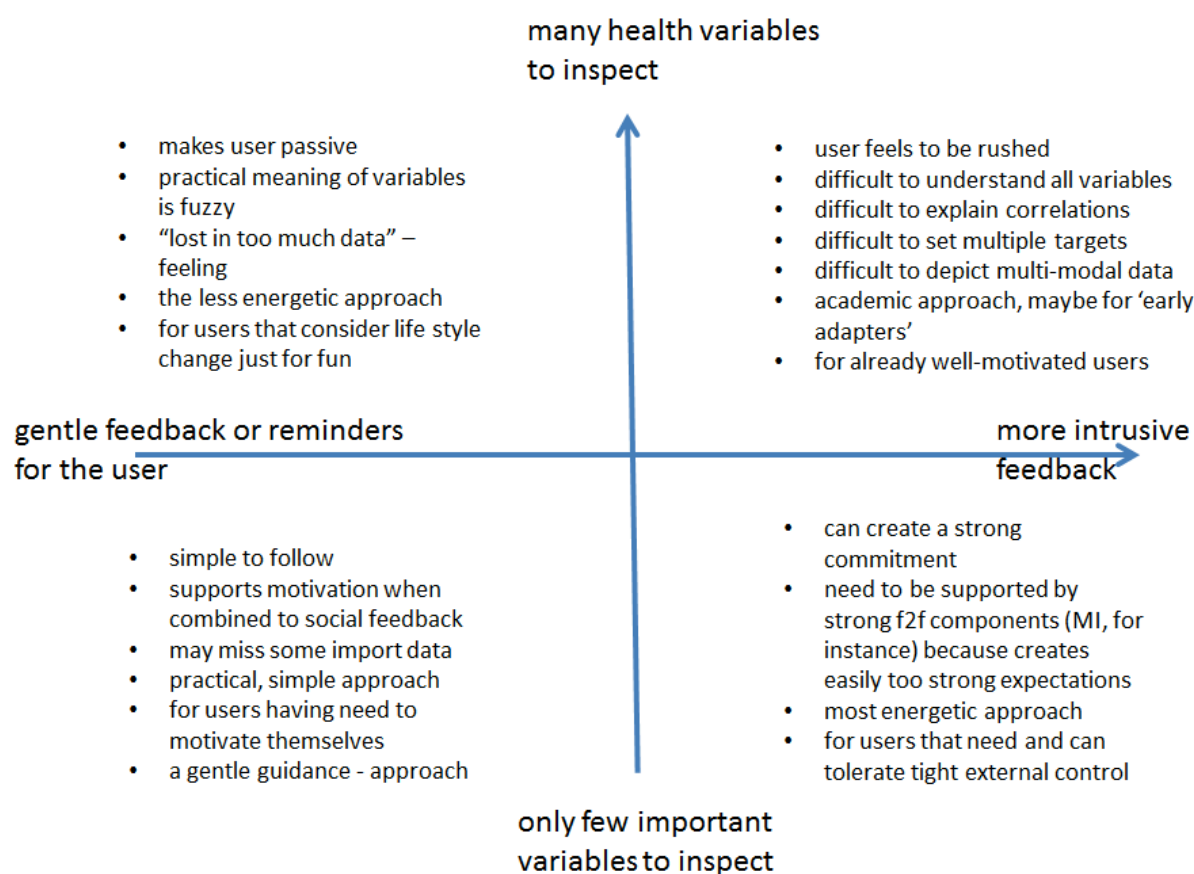 many health variables
to inspect
• makes user passive
• practical meaning of variables
is fuzzy
• “lost in too much data” –
feeling
• the less energetic approach
• for users that consider life style
change just for fun
• user feels to be rushed
• difficult to understand all variables
• difficult to explain correlations
• difficult to set multiple targets
• difficult to depict multi-modal data
• academic approach, maybe for ‘early
adapters’
• for already well-motivated users
gentle feedback or reminders
for the user
more intrusive
feedback
• simple to follow
• supports motivation when
combined to social feedback
• may miss some import data
• practical, simple approach
• for users having need to
motivate themselves
• a gentle guidance - approach
• can create a strong
commitment
• need to be supported by
strong f2f components (MI, for
instance) because creates
easily too strong expectations
• most energetic approach
• for users that need and can
tolerate tight external control
only few important
variables to inspect